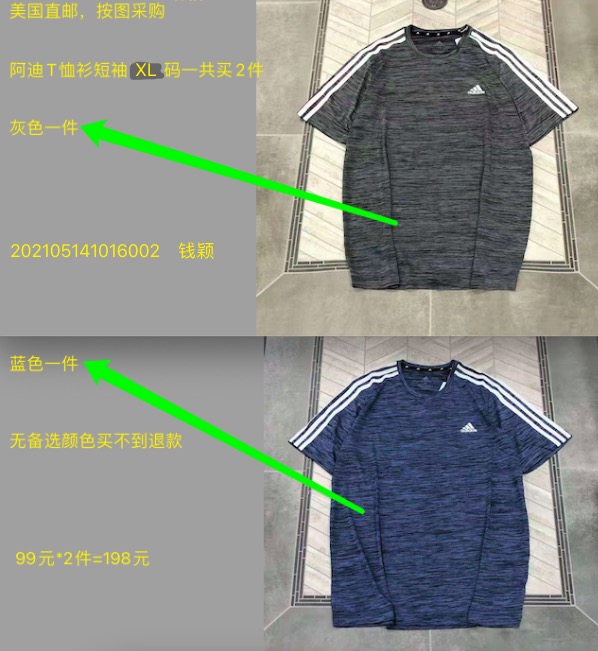 美国直邮，按图采购
阿迪T恤衫短袖 XL 码一共买2件
灰色一件
202105141016002 钱颖
蓝色一件
无备选颜色买不到退款
99元*2件=198元